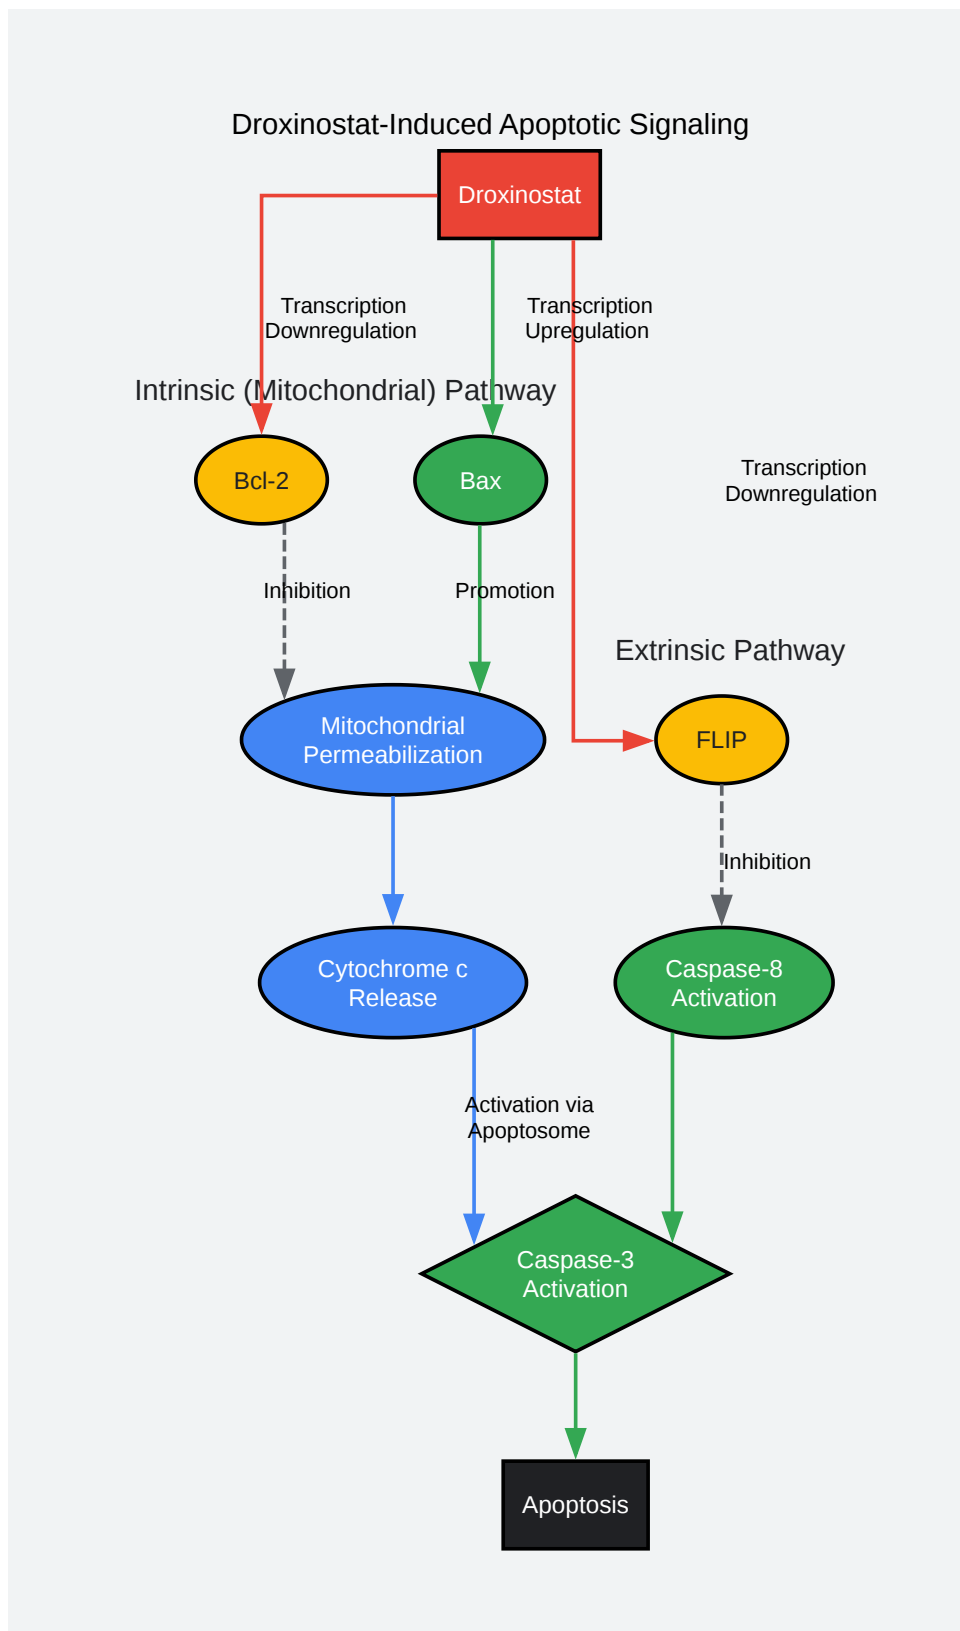 Droxinostat-Induced Apoptotic Signaling
Droxinostat
Transcription
Downregulation
Transcription
Upregulation
Intrinsic (Mitochondrial) Pathway
Transcription
Downregulation
Bcl-2
Bax
Inhibition
Promotion
Extrinsic Pathway
Mitochondrial
Permeabilization
FLIP
Inhibition
Cytochrome c
Release
Caspase-8
Activation
Activation via
Apoptosome
Caspase-3
Activation
Apoptosis